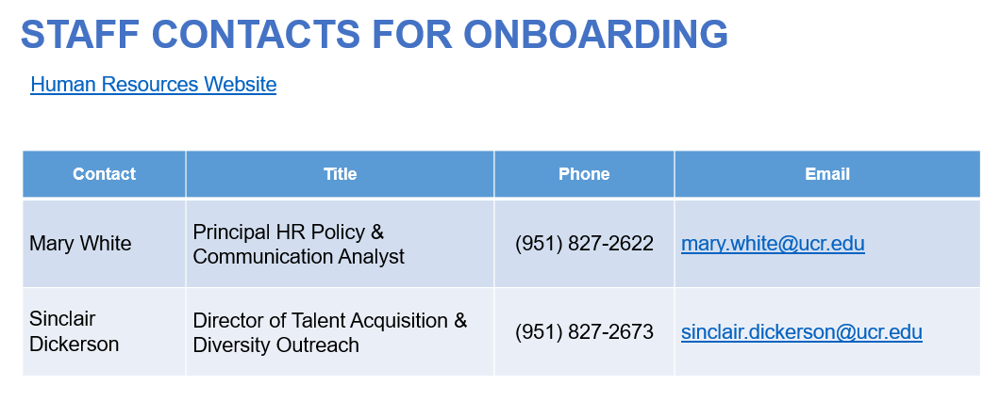 STAFF CONTACTS FOR ONBOARDING
Human Resources Website
Contact Title Phone Email
Mary White Principal HR Policy &
Communication Analyst (951) 827-2622 mary.white@ucr.edu
Sinclair
Dickerson Director of Talent Acquisition &
Diversity Outreach (951) 827-2673 sinclair.dickerson@ucr.edu